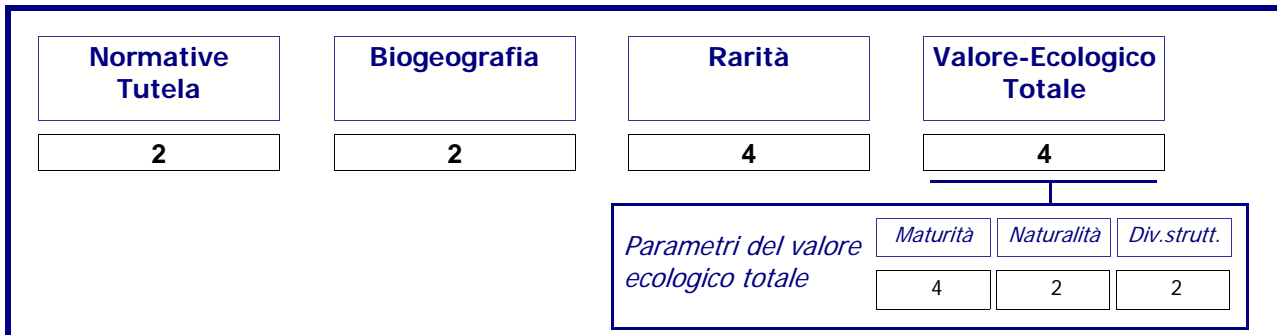 Normative Tutela
Biogeografia
Rarità
Valore-Ecologico Totale
2
2
4
4
Parametri del valore ecologico totale
Maturità
Naturalità
Div.strutt.
4
2
2